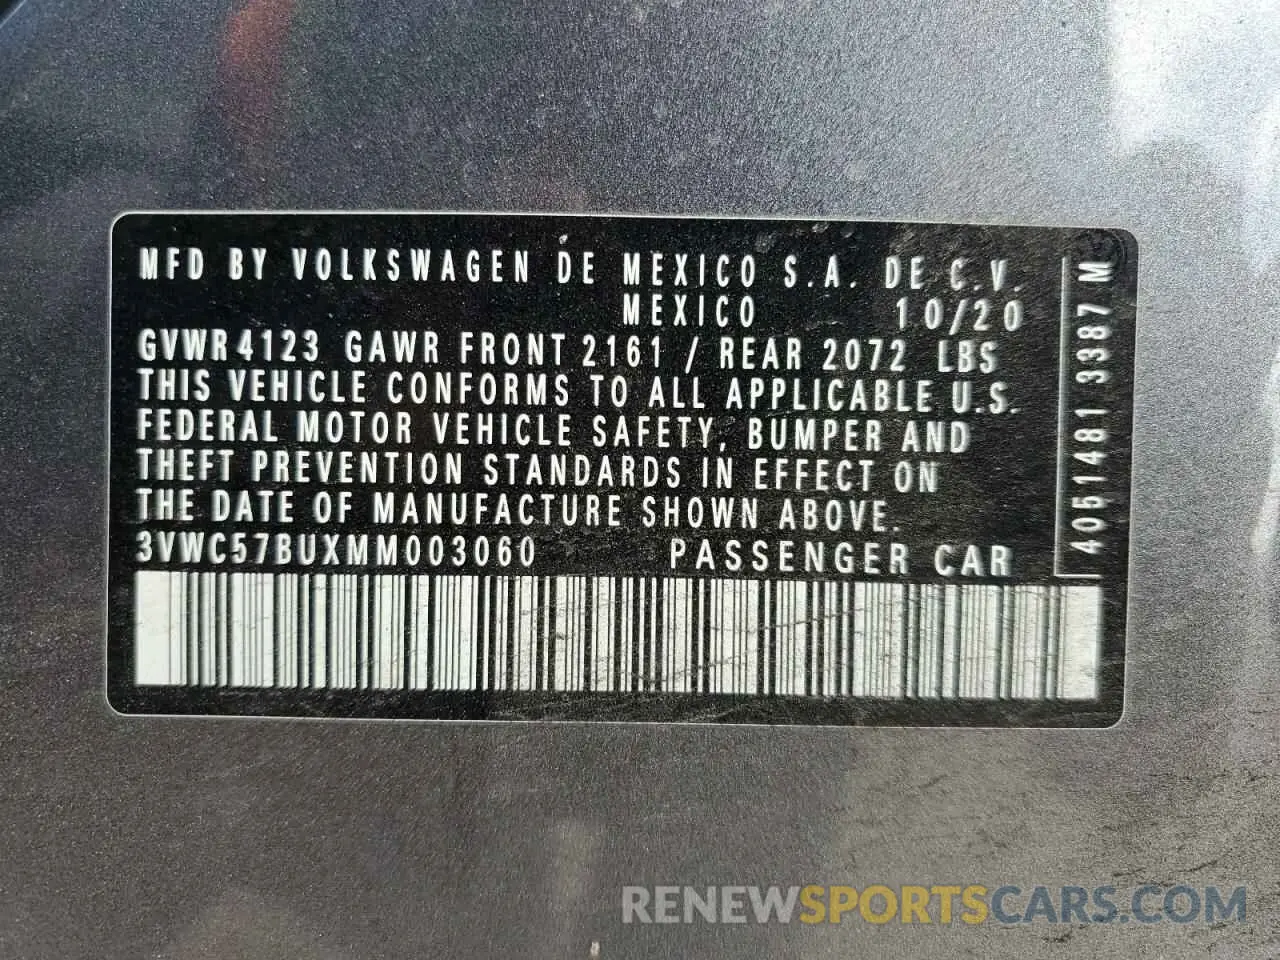 MFD BY VOLKSWAGEN DE MEXICO S.A. DE C.V.
MEXICO 10/20
GVWR 4123 GAWR FRONT 2161 / REAR 2072 LBS
THIS VEHICLE CONFORMS TO ALL APPLICABLE U.S.
FEDERAL MOTOR VEHICLE SAFETY, BUMPER AND
THEFT PREVENTION STANDARDS IN EFFECT ON
THE DATE OF MANUFACTURE SHOWN ABOVE.
3VWC57BUXMM003060 PASSENGER CAR
4051481 3387 M
RENEWSPORTSCARS.COM